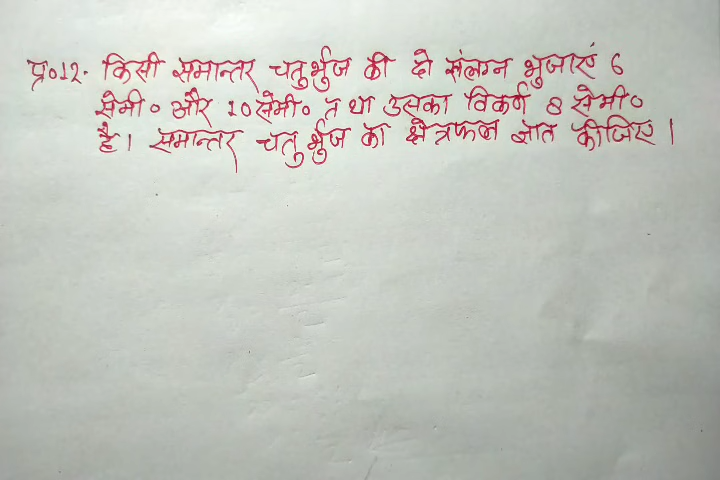 प्र०12. किसी समान्तर चतुर्भुज की दो संलग्न भुजाएं 6
सेमी० और 10 सेमी० तथा उसका विकर्ण 8 सेमी०
है। समान्तर चतुर्भुज का क्षेत्रफल ज्ञात कीजिए।